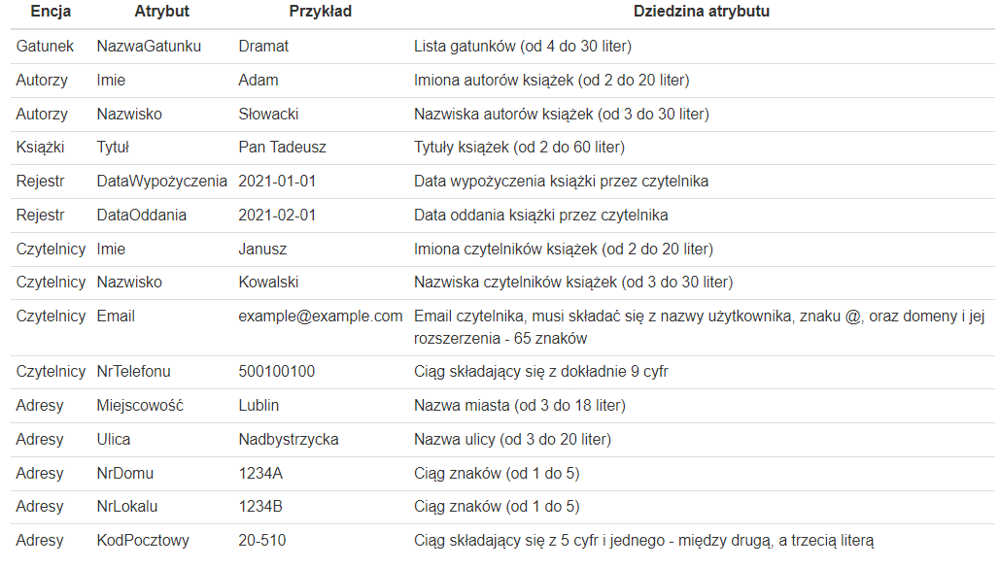 Encja Atrybut Przykład Dziedzina atrybutu
Gatunek NazwaGatunku Dramat Lista gatunków (od 4 do 30 liter)
Autorzy Imie Adam Imiona autorów książek (od 2 do 20 liter)
Autorzy Nazwisko Słowacki Nazwiska autorów książek (od 3 do 30 liter)
Książki Tytuł Pan Tadeusz Tytuły książek (od 2 do 60 liter)
Rejestr DataWypożyczenia 2021-01-01 Data wypożyczenia książki przez czytelnika
Rejestr DataOddania 2021-02-01 Data oddania książki przez czytelnika
Czytelnicy Imie Janusz Imiona czytelników książek (od 2 do 20 liter)
Czytelnicy Nazwisko Kowalski Nazwiska czytelników książek (od 3 do 30 liter)
Czytelnicy Email example@example.com Email czytelnika, musi składać się z nazwy użytkownika, znaku @, oraz domeny i jej
rozszerzenia - 65 znaków
Czytelnicy NrTelefonu 500100100 Ciąg składający się z dokładnie 9 cyfr
Adresy Miejscowość Lublin Nazwa miasta (od 3 do 18 liter)
Adresy Ulica Nadbystrzycka Nazwa ulicy (od 3 do 20 liter)
Adresy NrDomu 1234A Ciąg znaków (od 1 do 5)
Adresy NrLokalu 1234B Ciąg znaków (od 1 do 5)
Adresy KodPocztowy 20-510 Ciąg składający się z 5 cyfr i jednego - między drugą, a trzecią literą